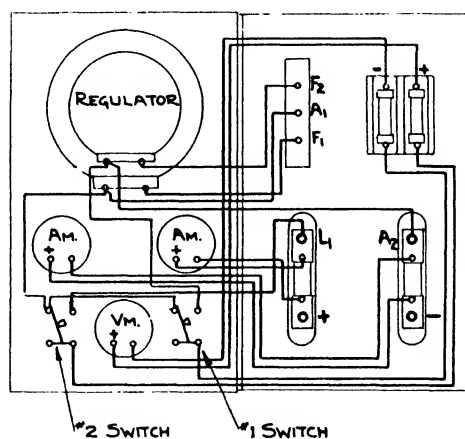 - +
REGULATOR
F2
A1
F1
AM.
+
AM.
+
L1
A2
VM.
+
+
-
#2 SWITCH
#1 SWITCH